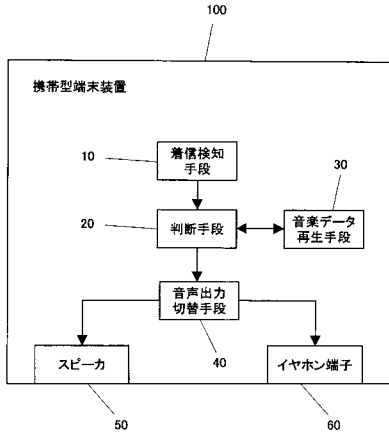 100
携帯型端末装置
10
着信検知
手段
30
20
判断手段
音楽データ
再生手段
音声出力
切替手段
40
スピーカ
イヤホン端子
50
60